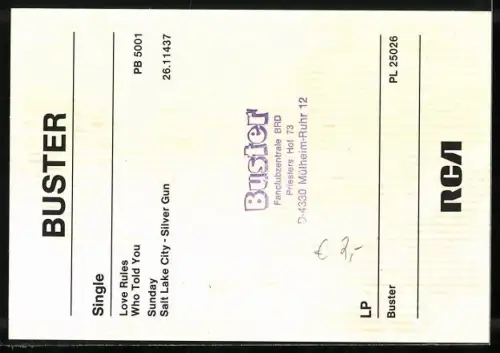 BUSTER
Single
Love Rules
Who Told You PB 5001
Sunday
Salt Lake City - Silver Gun 26.11437
Buster
Fanclubzentrale BRD
Priesters Hof 73
D-4330 Mülheim-Ruhr 12
€ 2,-
LP
Buster PL 25026
RCA